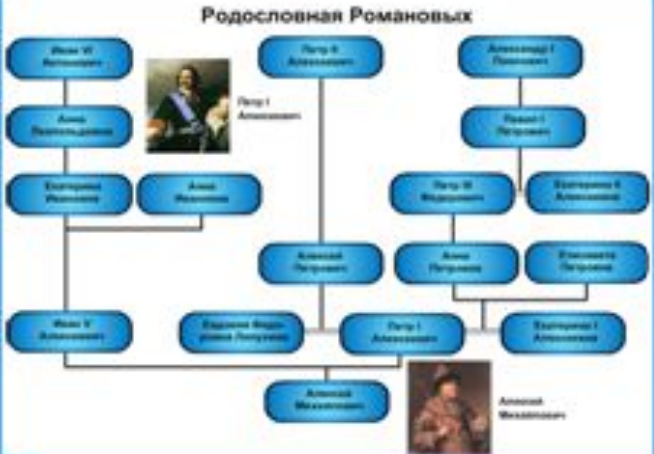 Родословная Романовых
Иван VI
Антонович
Петр II
Алексеевич
Александр I
Павлович
Петр I
Алексеевич
Анна
Леопольдовна
Павел I
Петрович
Екатерина
Ивановна
Анна
Ивановна
Петр III
Федорович
Екатерина II
Алексеевна
Алексей
Петрович
Анна
Петровна
Елизавета
Петровна
Иван V
Алексеевич
Евдокия Федо-
ровна Лопухина
Петр I
Алексеевич
Екатерина I
Алексеевна
Алексей
Михайлович
Алексей
Михайлович